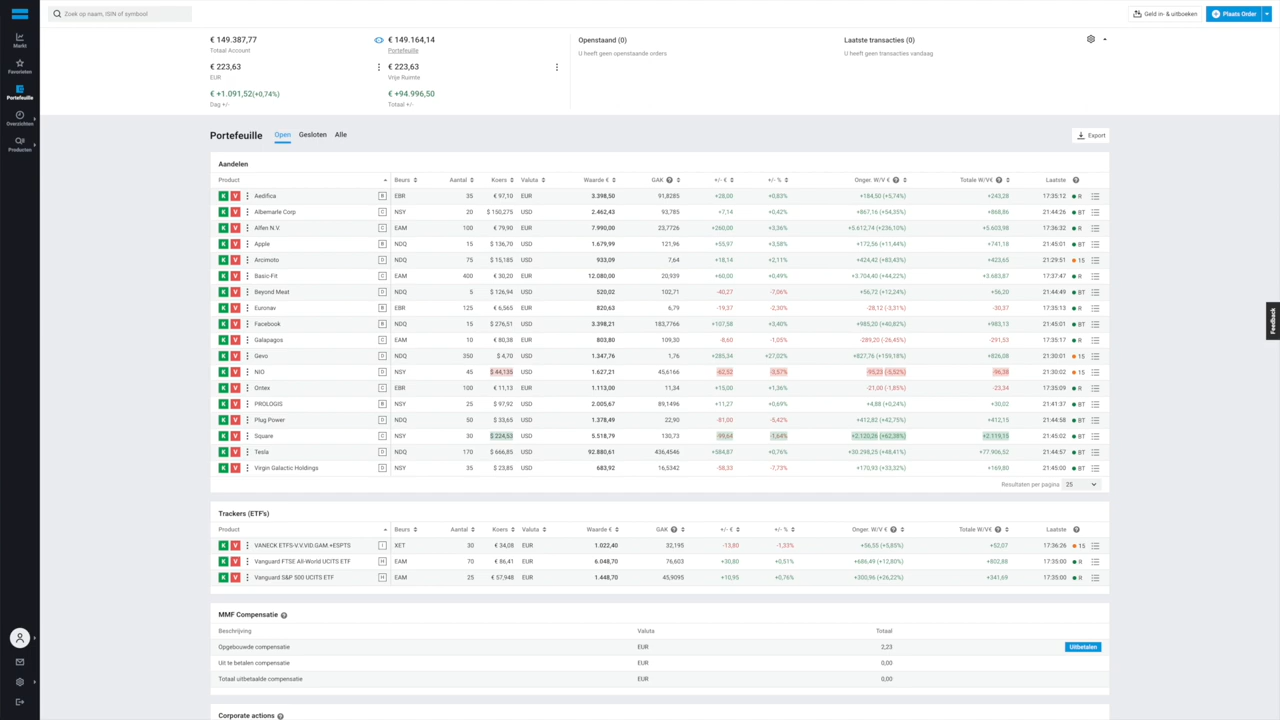 Zoek op naam, ISIN of symbool
Geld in- & uitboeken
Plaats Order
Markt
Favorieten
Portefeuille
Overzichten
Producten
€ 149.387,77
Totaal Account
€ 149.164,14
Portefeuille
€ 223,63
EUR
€ 223,63
Vrije Ruimte
€ +1.091,52(+0,74%)
Dag +/-
€ +94.996,50
Totaal +/-
Openstaand (0)
U heeft geen openstaande orders
Laatste transacties (0)
U heeft geen transacties vandaag
Portefeuille Open Gesloten Alle
Export
Aandelen
Product Beurs Aantal Koers Valuta Waarde € GAK ? +/- € +/- % Onger. W/V € ? Totale W/V€ ? Laatste ?
K V Aedifica B EBR 35 € 97,10 EUR 3.398,50 91,8285 +28,00 +0,83% +184,50 (+5,74%) +243,28 17:35:12 R
K V Albemarle Corp C NSY 20 $ 150,275 USD 2.462,43 93,785 +7,14 +0,42% +867,16 (+54,35%) +868,86 21:44:26 BT
K V Alfen N.V. C EAM 100 € 79,90 EUR 7.990,00 23,7726 +260,00 +3,36% +5.612,74 (+236,10%) +5.603,98 17:36:32 R
K V Apple B NDQ 15 $ 136,70 USD 1.679,99 121,96 +55,97 +3,58% +172,56 (+11,44%) +741,18 21:45:01 BT
K V Arcimoto D NDQ 75 $ 15,185 USD 933,09 7,64 +18,14 +2,11% +424,42 (+83,43%) +423,65 21:29:51 15
K V Basic-Fit C EAM 400 € 30,20 EUR 12.080,00 20,939 +60,00 +0,49% +3.704,40 (+44,22%) +3.683,87 17:37:47 R
K V Beyond Meat D NDQ 5 $ 126,94 USD 520,02 102,71 -40,27 -7,06% +56,72 (+12,24%) +56,20 21:44:49 BT
K V Euronav C EBR 125 € 6,565 EUR 820,63 6,79 -19,37 -2,30% -28,12 (-3,31%) -30,37 17:35:13 R
K V Facebook B NDQ 15 $ 276,51 USD 3.398,21 183,7766 +107,58 +3,40% +985,20 (+40,82%) +983,13 21:45:01 BT
K V Galapagos C EAM 10 € 80,38 EUR 803,80 109,30 -8,60 -1,05% -289,20 (-26,45%) -291,53 17:35:17 R
K V Gevo D NDQ 350 $ 4,70 USD 1.347,76 1,76 +285,34 +27,02% +827,76 (+159,18%) +826,08 21:30:01 15
K V NIO D NSY 45 $ 44,135 USD 1.627,21 45,6166 -62,52 -3,57% -95,23 (-5,52%) -96,38 21:30:02 15
K V Ontex C EBR 100 € 11,13 EUR 1.113,00 11,34 +15,00 +1,36% -21,00 (-1,85%) -23,34 17:35:09 R
K V PROLOGIS B NSY 25 $ 97,92 USD 2.005,67 89,1496 +11,27 +0,69% +4,88 (+0,24%) +30,02 21:41:37 BT
K V Plug Power D NDQ 50 $ 33,65 USD 1.378,49 22,90 -81,00 -5,42% +412,82 (+42,75%) +412,15 21:44:58 BT
K V Square C NSY 30 $ 224,53 USD 5.518,79 130,73 -99,64 -1,64% +2.120,26 (+62,38%) +2.119,15 21:45:02 BT
K V Tesla D NDQ 170 $ 666,85 USD 92.880,61 436,4546 +584,87 +0,76% +30.298,25 (+48,41%) +77.906,52 21:44:57 BT
K V Virgin Galactic Holdings D NSY 35 $ 23,85 USD 683,92 16,5342 -58,33 -7,73% +170,93 (+33,32%) +169,80 21:45:00 BT
Resultaten per pagina 25
Trackers (ETF's)
Product Beurs Aantal Koers Valuta Waarde € GAK ? +/- € +/- % Onger. W/V € ? Totale W/V€ ? Laatste ?
K V VANECK ETFS-V.V.VID.GAM.+ESPTS I XET 30 € 34,08 EUR 1.022,40 32,195 -13,80 -1,33% +56,55 (+5,85%) +52,07 17:36:26 15
K V Vanguard FTSE All-World UCITS ETF EAM 70 € 86,41 EUR 6.048,70 76,603 +30,80 +0,51% +686,49 (+12,80%) +802,88 17:35:00 R
K V Vanguard S&P 500 UCITS ETF H EAM 25 € 57,948 EUR 1.448,70 45,9095 +10,95 +0,76% +300,96 (+26,22%) +341,69 17:35:00 R
MMF Compensatie ?
Beschrijving Valuta Totaal
Opgebouwde compensatie EUR 2,23 Uitbetalen
Uit te betalen compensatie EUR 0,00
Totaal uitbetaalde compensatie EUR 0,00
Corporate actions ?
Feedback